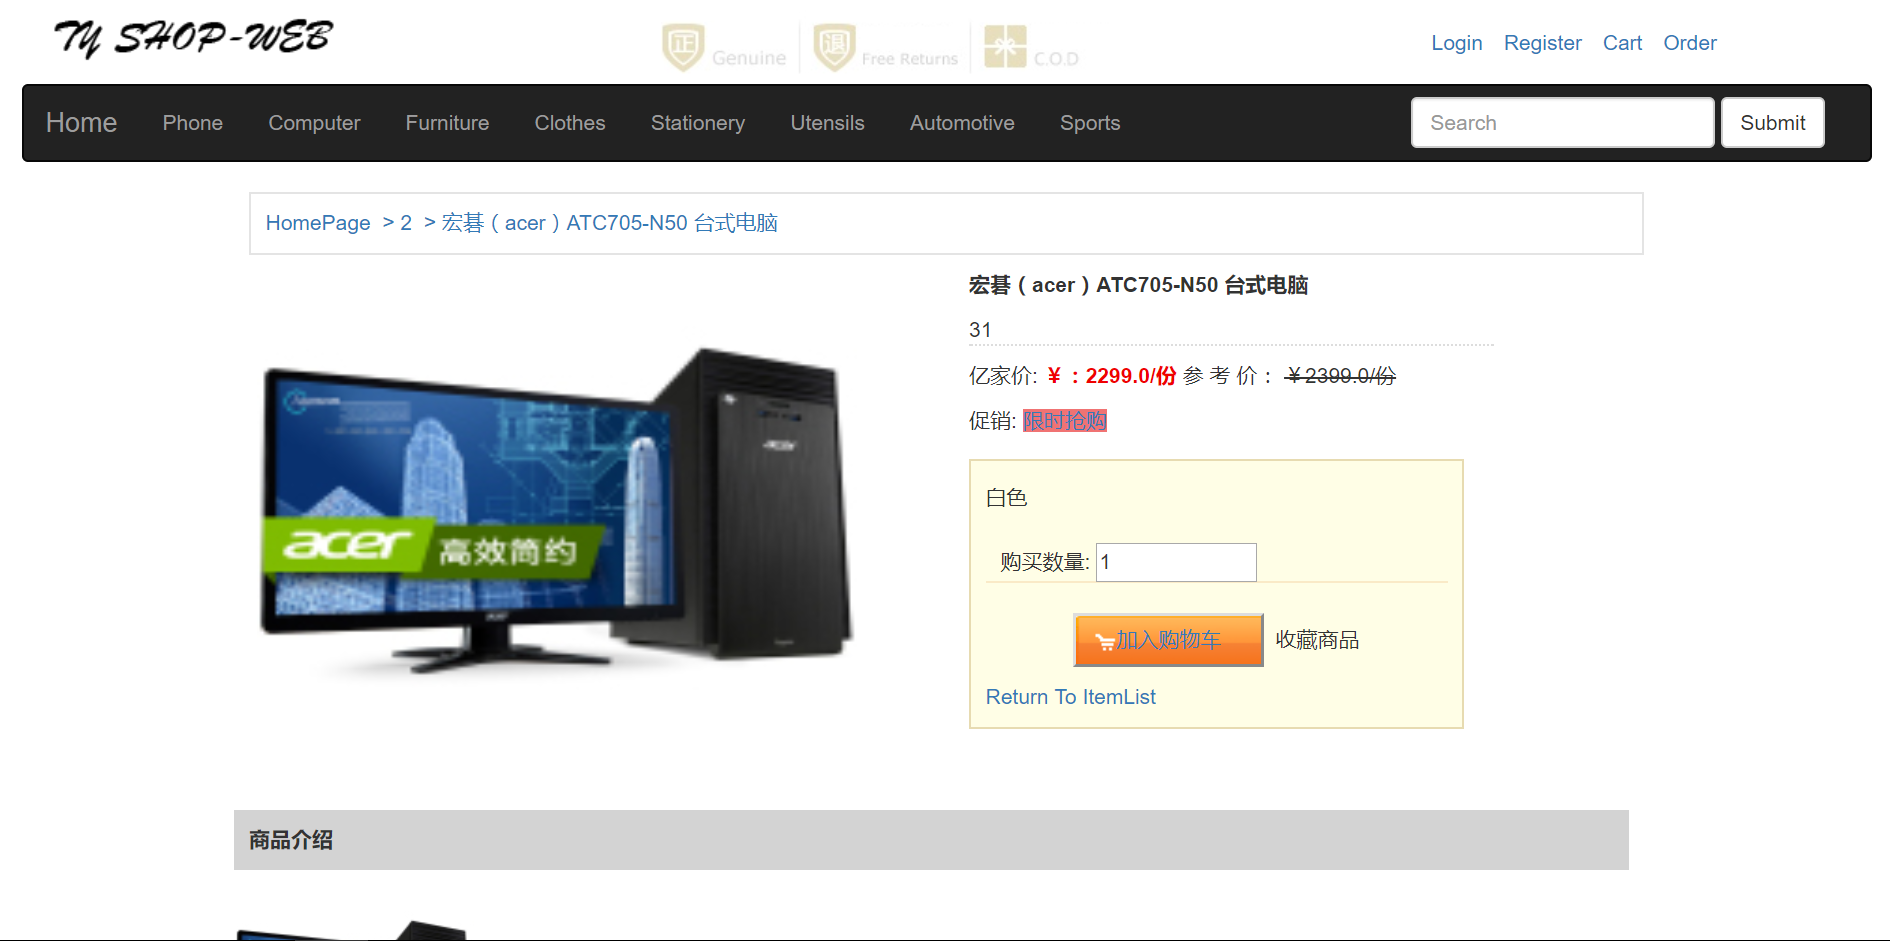 TY SHOP-WEB
正 Genuine 退 Free Returns C.O.D
Login Register Cart Order
Home Phone Computer Furniture Clothes Stationery Utensils Automotive Sports Search Submit
HomePage > 2 > 宏碁（acer）ATC705-N50 台式电脑
宏碁（acer）ATC705-N50 台式电脑
31
亿家价: ¥ ：2299.0/份 参 考 价： ¥2399.0/份
促销: 限时抢购
白色
购买数量: 1
加入购物车 收藏商品
Return To ItemList
acer
acer 高效简约
acer
商品介绍